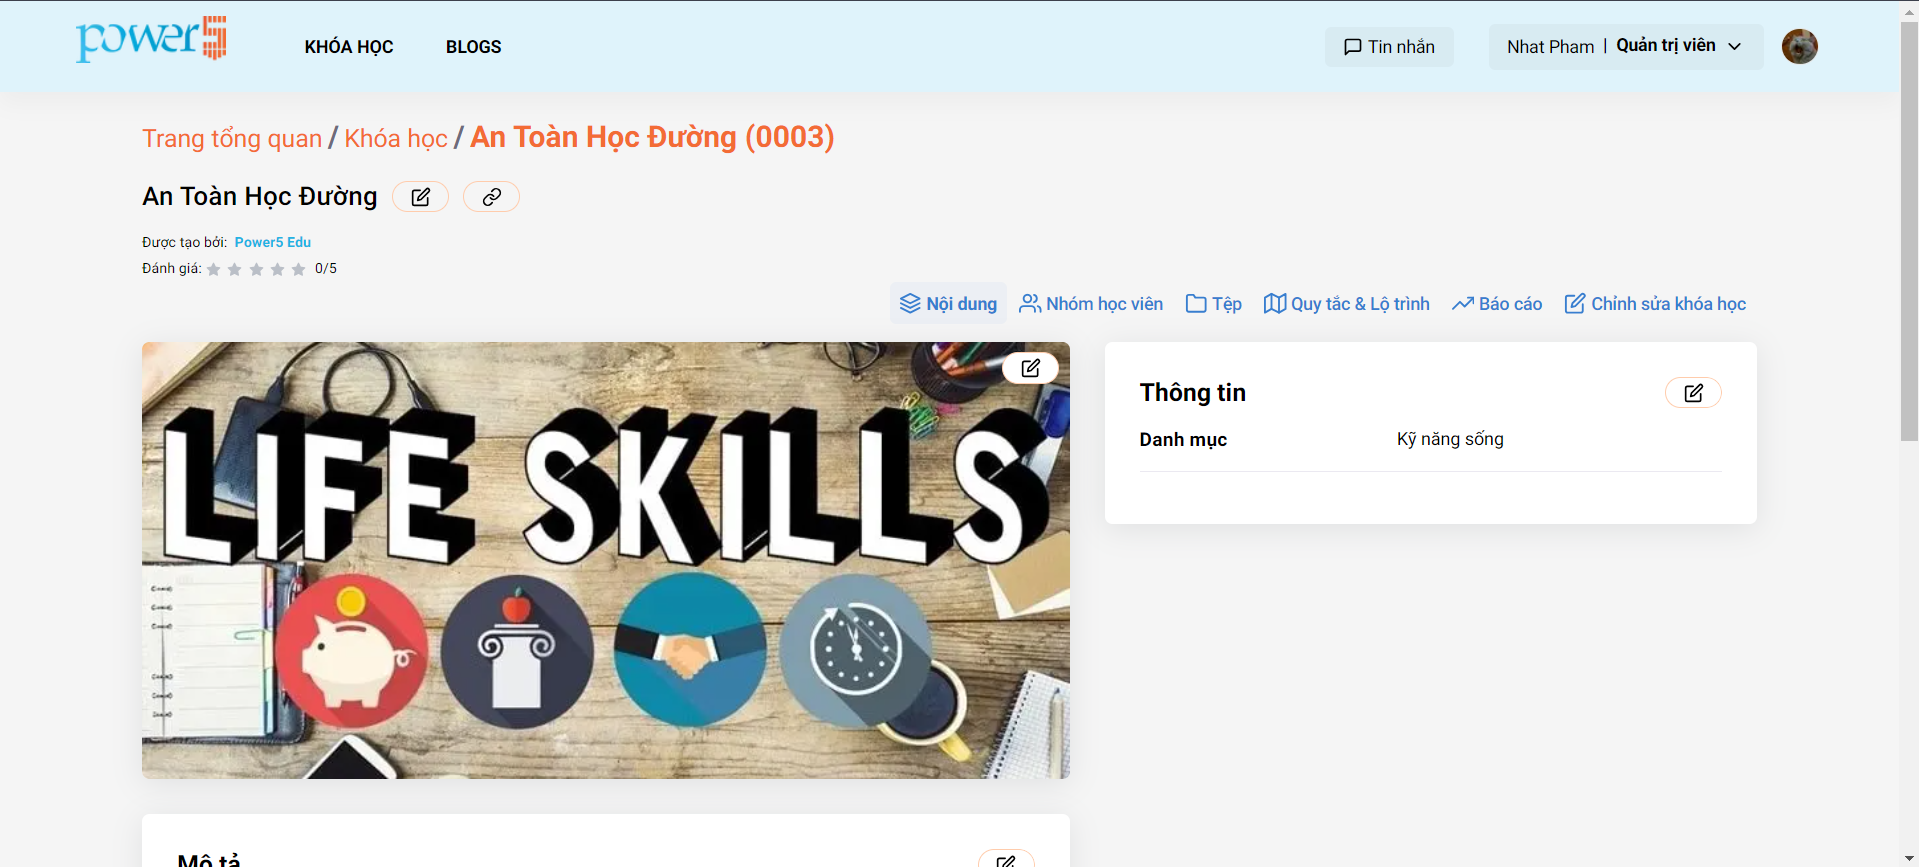 power5
KHÓA HỌC
BLOGS
Tin nhắn
Nhat Pham | Quản trị viên
Trang tổng quan / Khóa học / An Toàn Học Đường (0003)
An Toàn Học Đường
Được tạo bởi: Power5 Edu
Đánh giá: 0/5
Nội dung
Nhóm học viên
Tệp
Quy tắc & Lộ trình
Báo cáo
Chỉnh sửa khóa học
LIFE SKILLS
Thông tin
Danh mục
Kỹ năng sống
Mô tả